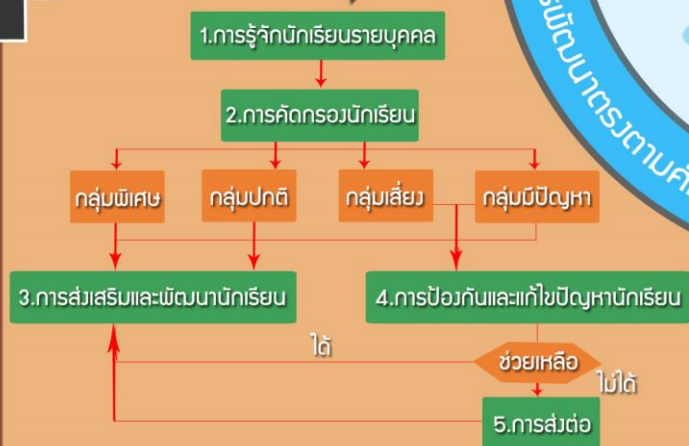 1.การรู้จักนักเรียนรายบุคคล
2.การคัดกรองนักเรียน
กลุ่มพิเศษ
กลุ่มปกติ
กลุ่มเสี่ยง
กลุ่มมีปัญหา
3.การส่งเสริมและพัฒนานักเรียน
4.การป้องกันและแก้ไขปัญหานักเรียน
ได้
ช่วยเหลือ
ไม่ได้
5.การส่งต่อ